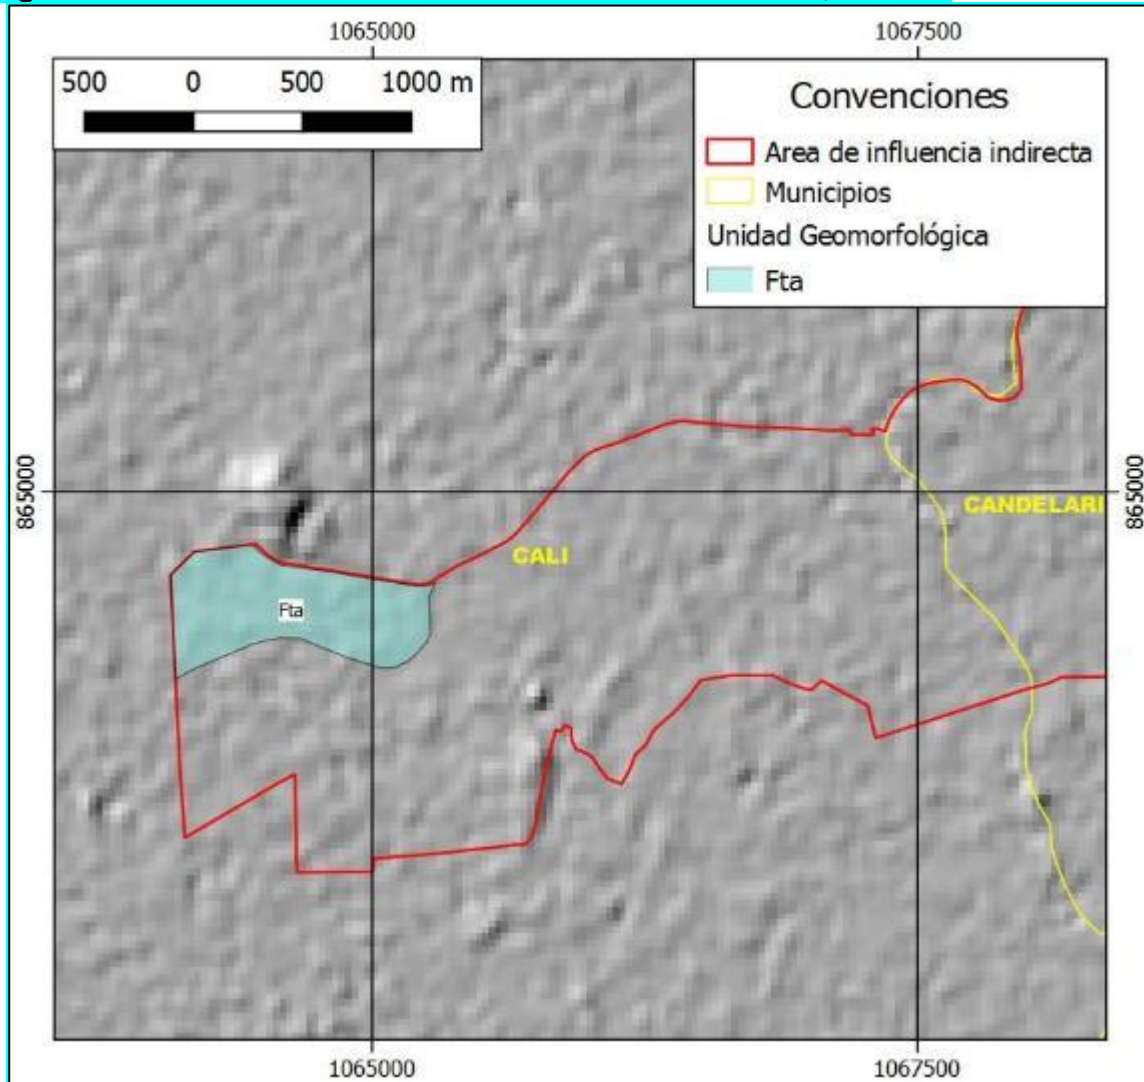 1065000 1067500
500 0 500 1000 m
Convenciones
Area de influencia indirecta
Municipios
Unidad Geomorfológica
Fta
865000 865000
CANDELARI
CALI
Fta
1065000 1067500